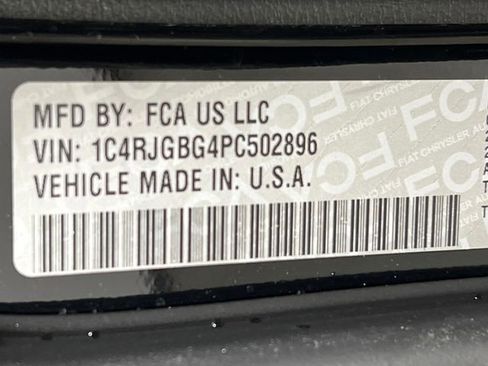 MFD BY: FCA US LLC
VIN: 1C4RJGBG4PC502896
VEHICLE MADE IN: U.S.A.